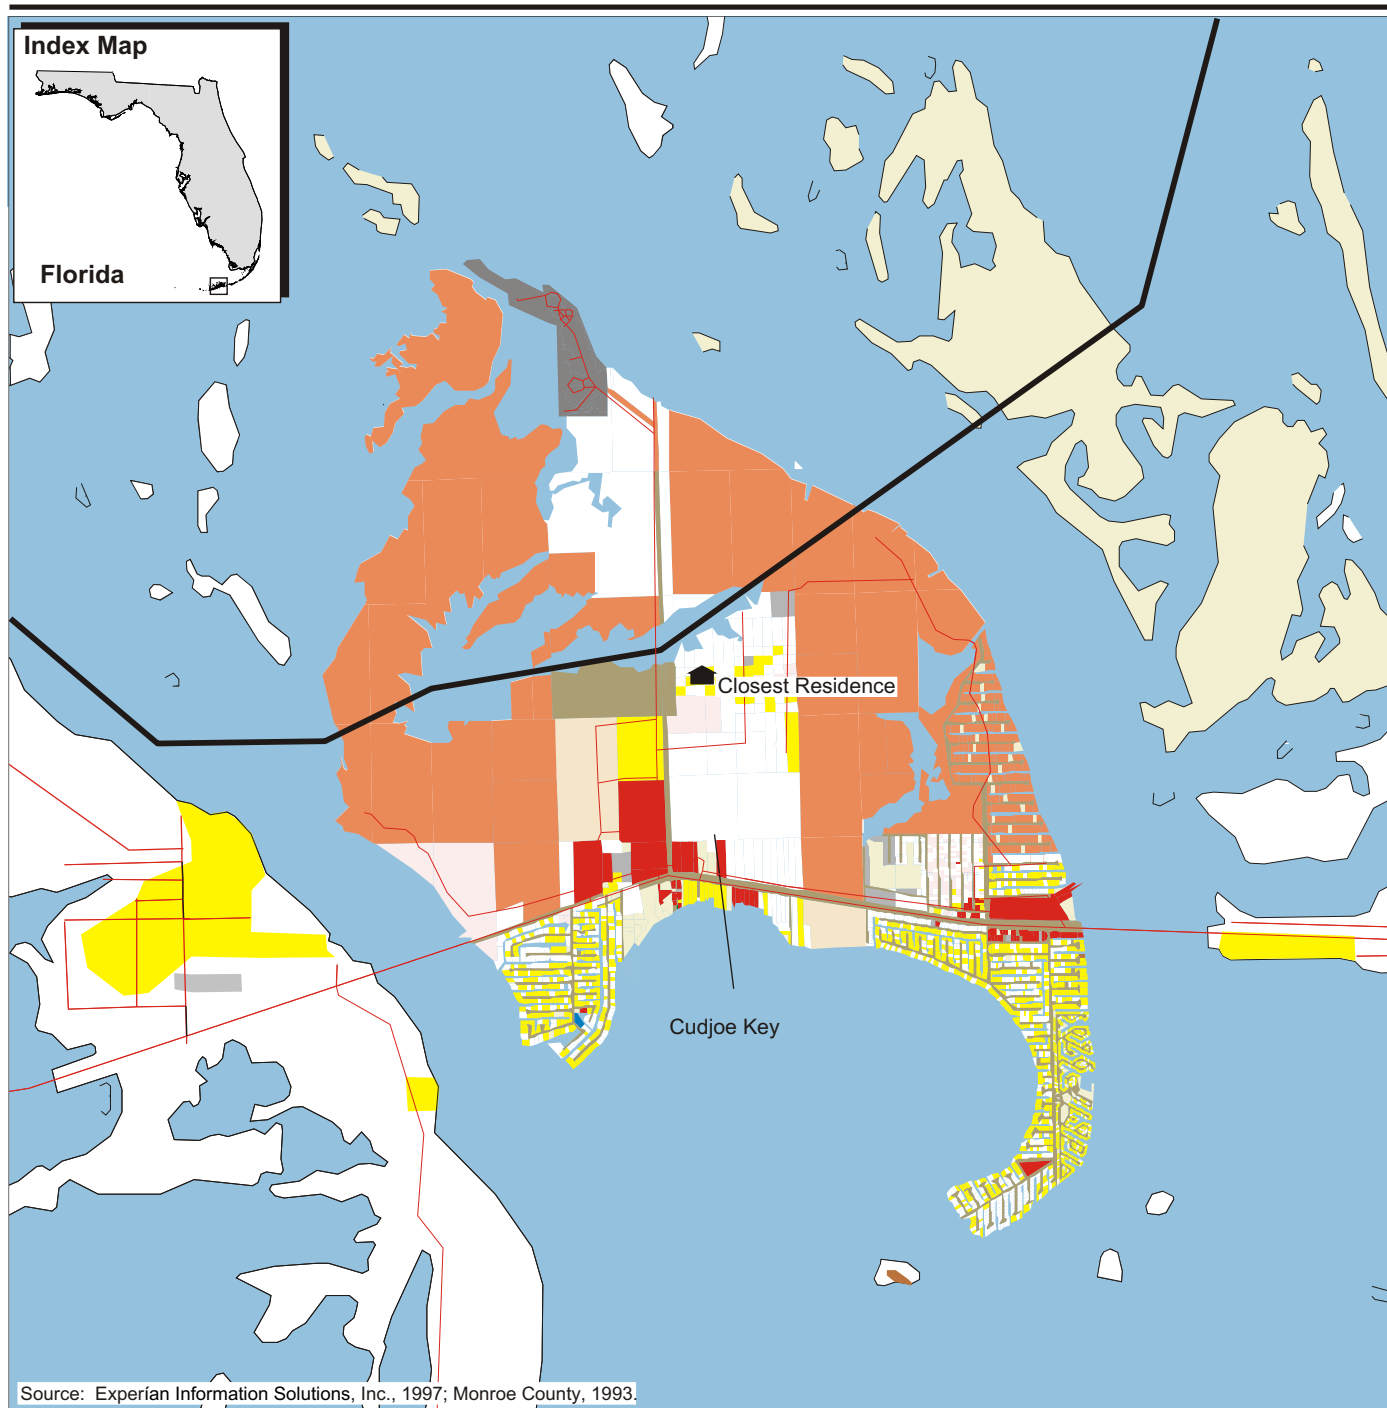 Index Map
Florida
Closest Residence
Cudjoe Key
Source: Experían Information Solutions, Inc., 1997; Monroe County, 1993.